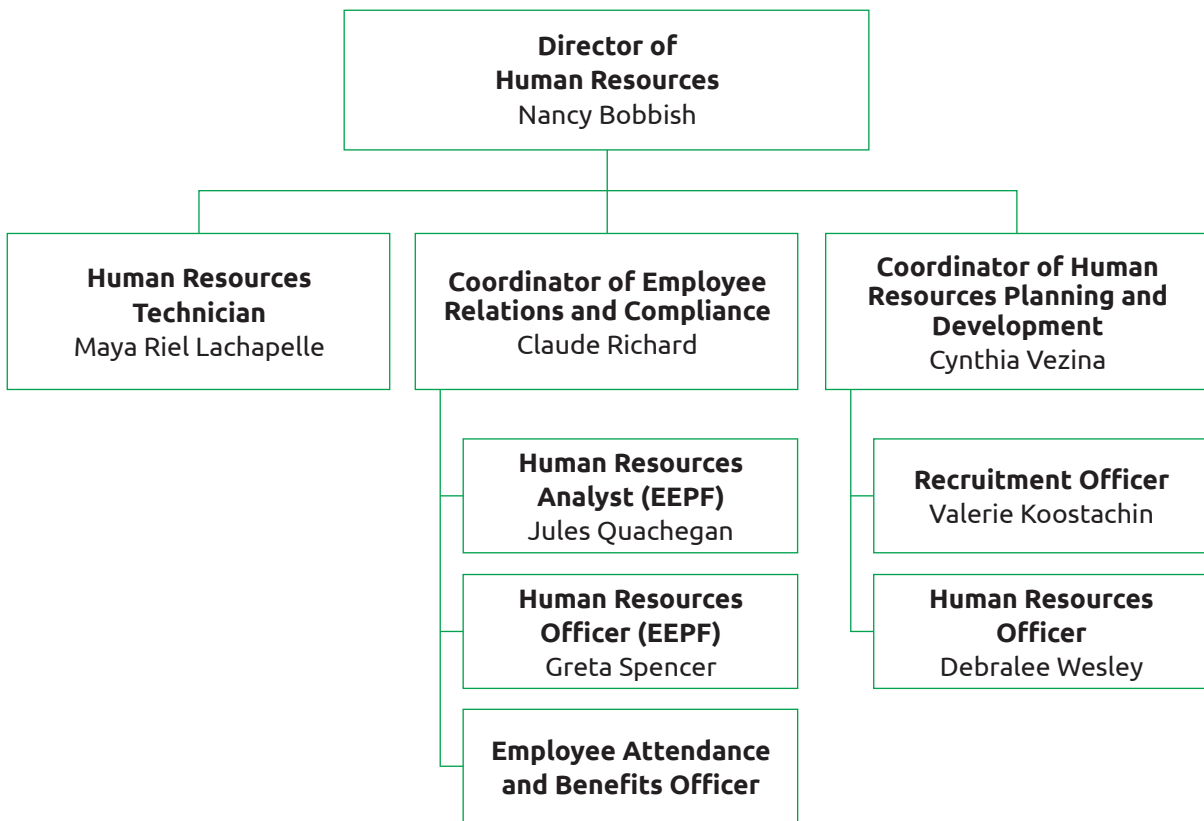 Director of
Human Resources
Nancy Bobbish
Human Resources
Technician
Maya Riel Lachapelle
Coordinator of Employee
Relations and Compliance
Claude Richard
Coordinator of Human
Resources Planning and
Development
Cynthia Vezina
Human Resources
Analyst (EEPF)
Jules Quachegan
Human Resources
Officer (EEPF)
Greta Spencer
Employee Attendance
and Benefits Officer
Recruitment Officer
Valerie Koostachin
Human Resources
Officer
Debralee Wesley